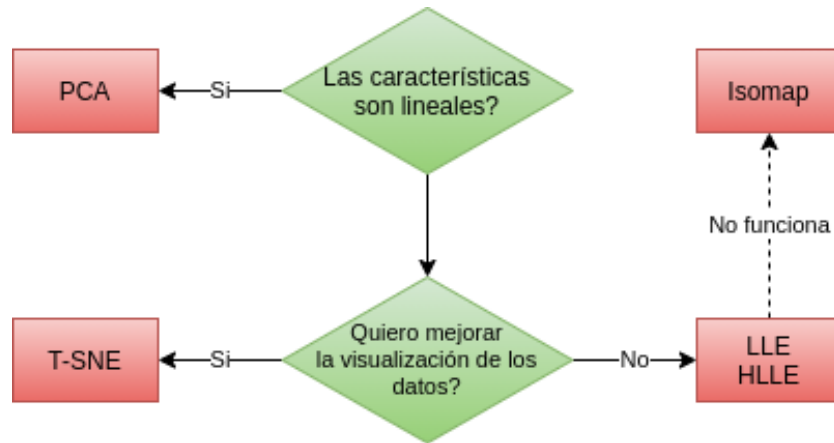 PCA
Si
Las características
son lineales?
Isomap
No funciona
T-SNE
Si
Quiero mejorar
la visualización de los
datos?
No
LLE
HLLE